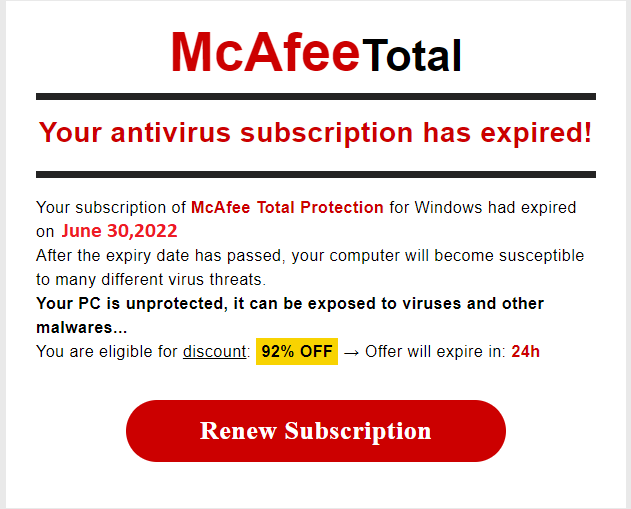 McAfeeTotal
Your antivirus subscription has expired!
Your subscription of McAfee Total Protection for Windows had expired
on June 30,2022
After the expiry date has passed, your computer will become susceptible
to many different virus threats.
Your PC is unprotected, it can be exposed to viruses and other
malwares...
You are eligible for discount: 92% OFF → Offer will expire in: 24h
Renew Subscription